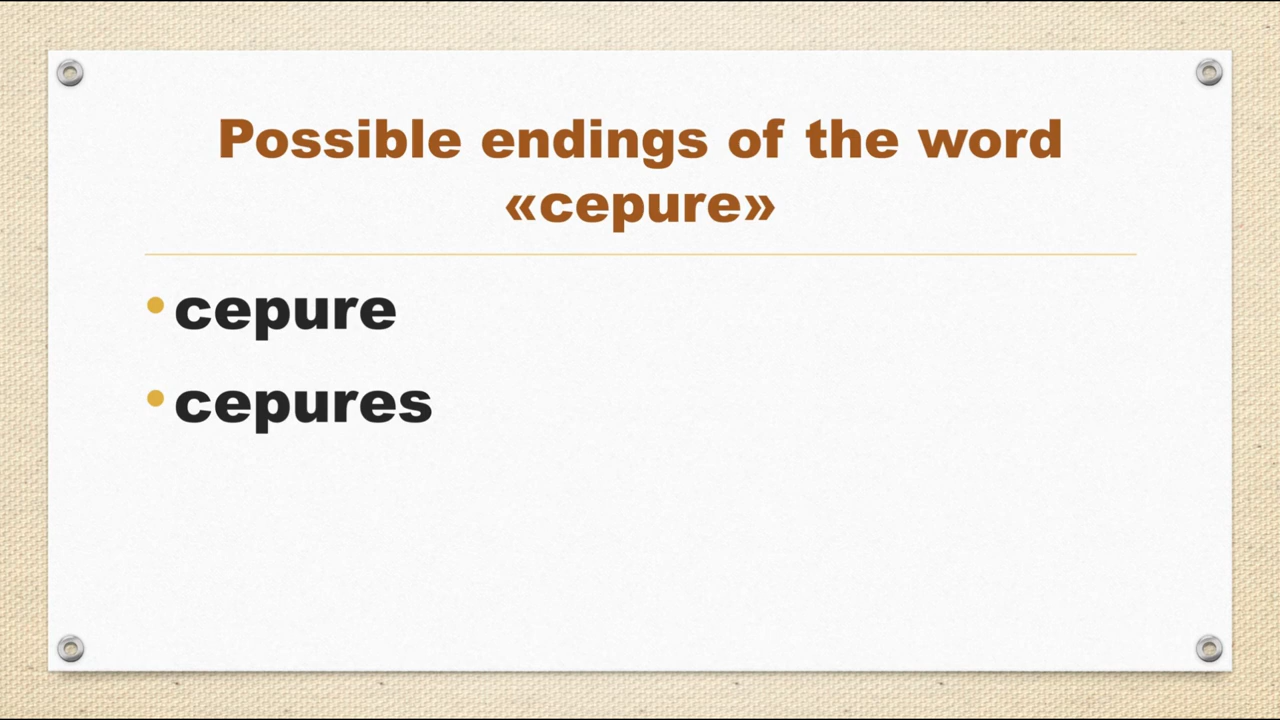 Possible endings of the word
«cepure»
• cepure
• cepures